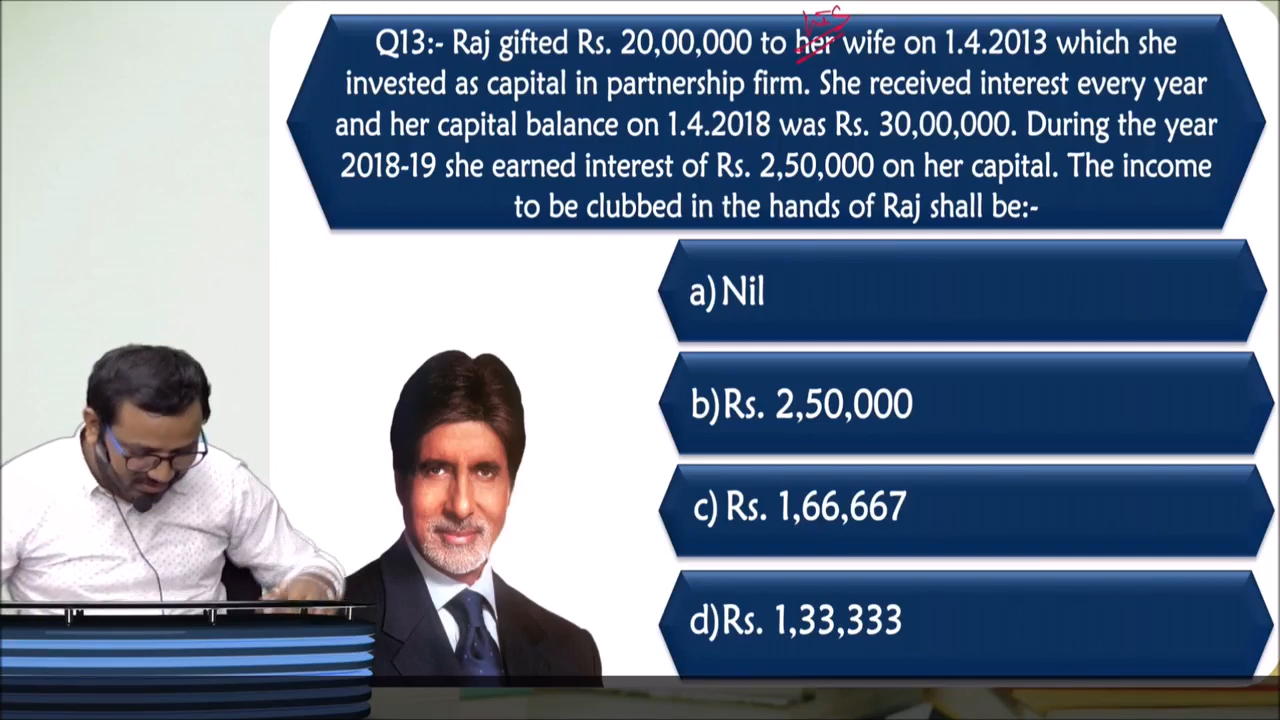 his
Q13:- Raj gifted Rs. 20,00,000 to her wife on 1.4.2013 which she
invested as capital in partnership firm. She received interest every year
and her capital balance on 1.4.2018 was Rs. 30,00,000. During the year
2018-19 she earned interest of Rs. 2,50,000 on her capital. The income
to be clubbed in the hands of Raj shall be:-
a) Nil
b) Rs. 2,50,000
c) Rs. 1,66,667
d) Rs. 1,33,333